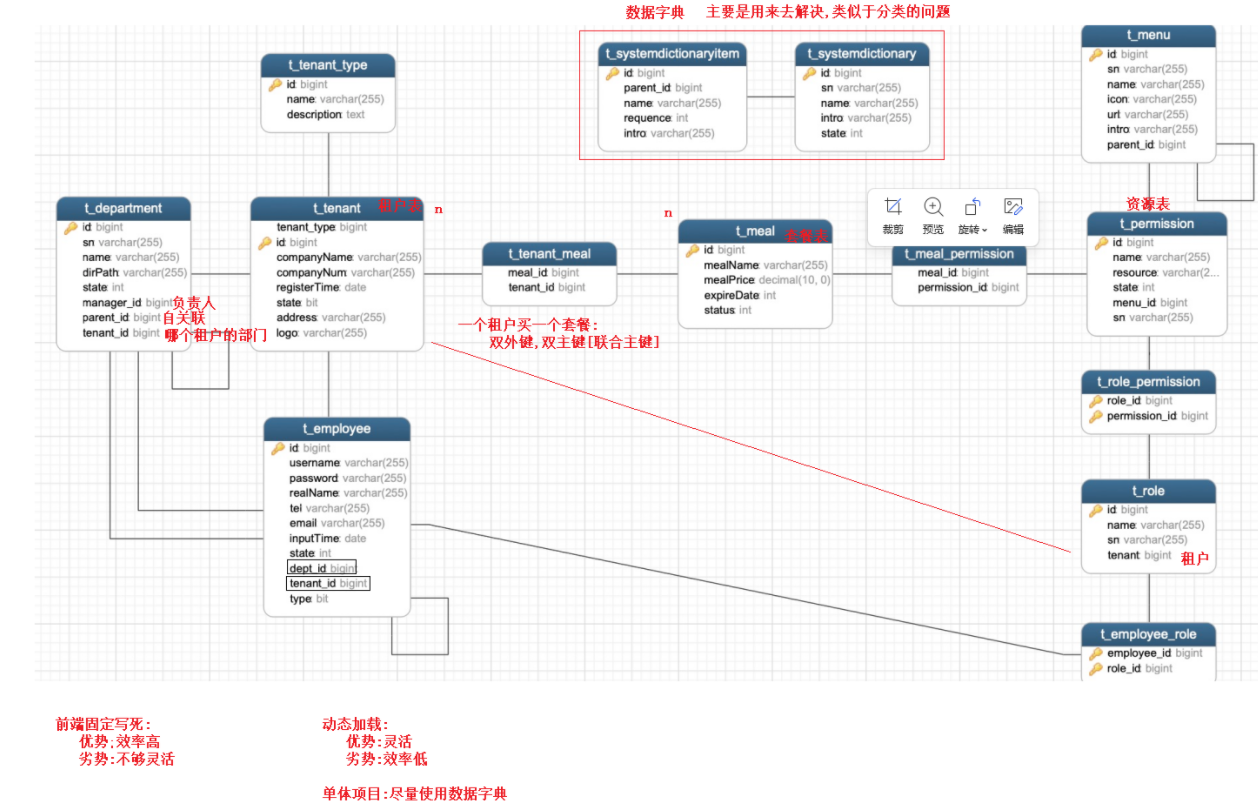 数据字典 主要是用来去解决,类似于分类的问题
t_tenant_type
id: bigint
name: varchar(255)
description: text
t_systemdictionaryitem
id: bigint
parent_id: bigint
name: varchar(255)
requence: int
intro: varchar(255)
t_systemdictionary
id: bigint
sn: varchar(255)
name: varchar(255)
intro: varchar(255)
state: int
t_menu
id: bigint
sn: varchar(255)
name: varchar(255)
icon: varchar(255)
url: varchar(255)
intro: varchar(255)
parent_id: bigint
t_department
id: bigint
sn: varchar(255)
name: varchar(255)
dirPath: varchar(255)
state: int
manager_id: bigint
负责人
parent_id: bigint
自关联
tenant_id: bigint
哪个租户的部门
t_tenant
租户表
n
tenant_type: bigint
id: bigint
companyName: varchar(255)
companyNum: varchar(255)
registerTime: date
state: bit
address: varchar(255)
logo: varchar(255)
t_tenant_meal
meal_id: bigint
tenant_id: bigint
一个租户买一个套餐:
双外键,双主键[联合主键]
n
t_meal
套餐表
id: bigint
mealName: varchar(255)
mealPrice: decimal(10, 0)
expireDate: int
status: int
裁剪
预览
旋转
编辑
t_meal_permission
meal_id: bigint
permission_id: bigint
资源表
t_permission
id: bigint
name: varchar(255)
resource: varchar(2...
state: int
menu_id: bigint
sn: varchar(255)
t_role_permission
role_id: bigint
permission_id: bigint
t_employee
id: bigint
username: varchar(255)
password: varchar(255)
realName: varchar(255)
tel: varchar(255)
email: varchar(255)
inputTime: date
state: int
dept_id: bigint
tenant_id: bigint
type: bit
t_role
id: bigint
name: varchar(255)
sn: varchar(255)
tenant: bigint
租户
t_employee_role
employee_id: bigint
role_id: bigint
前端固定写死:
优势;效率高
劣势:不够灵活
动态加载:
优势:灵活
劣势:效率低
单体项目:尽量使用数据字典